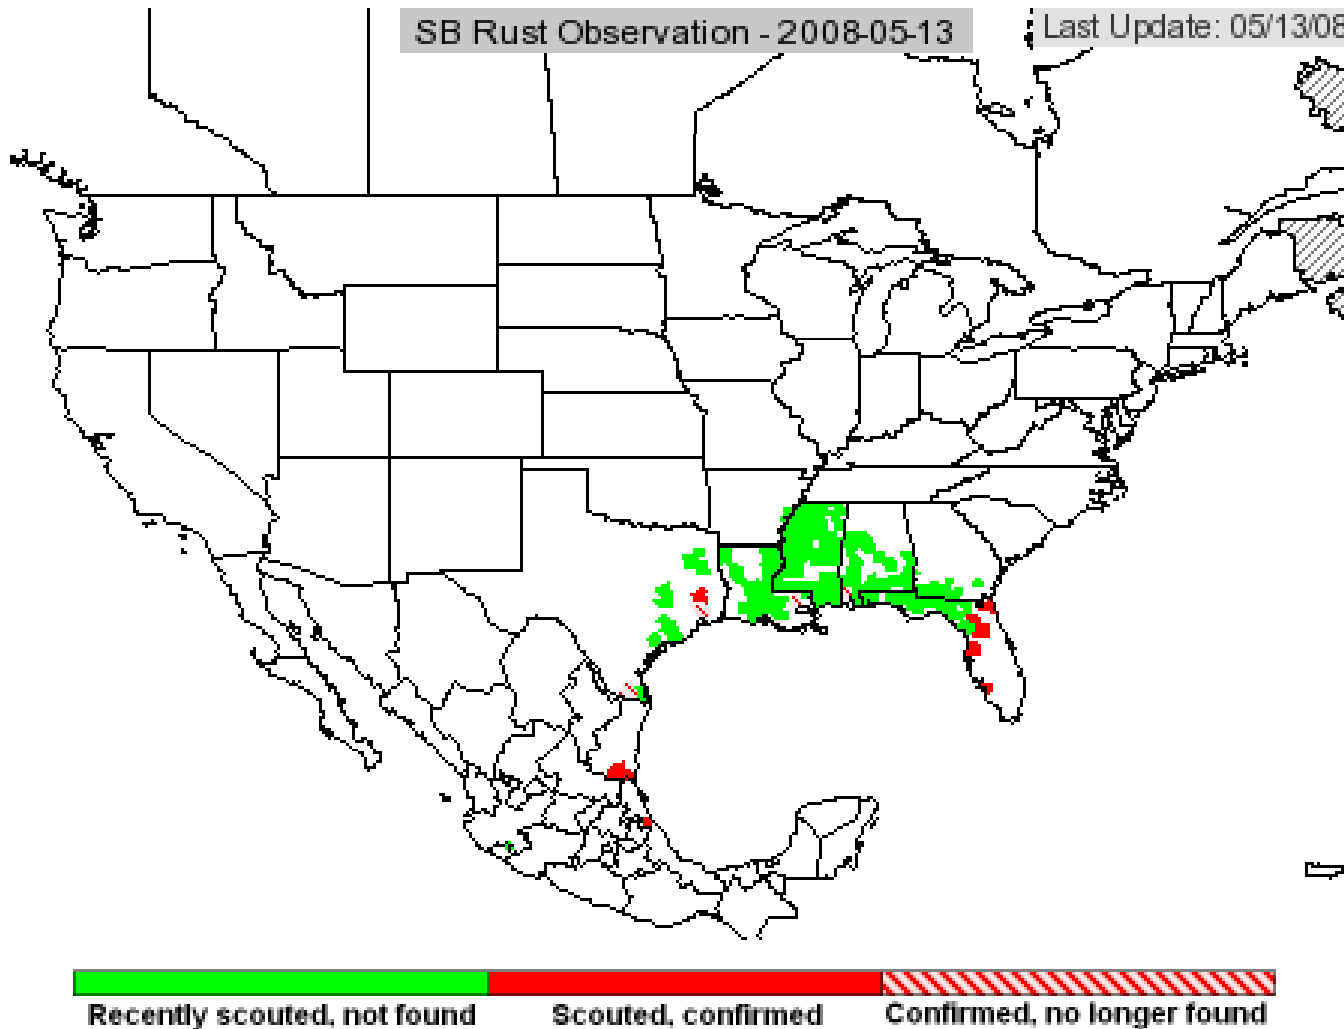 SB Rust Observation - 2008-05-13
Last Update: 05/13/08
Recently scouted, not found
Scouted, confirmed
Confirmed, no longer found